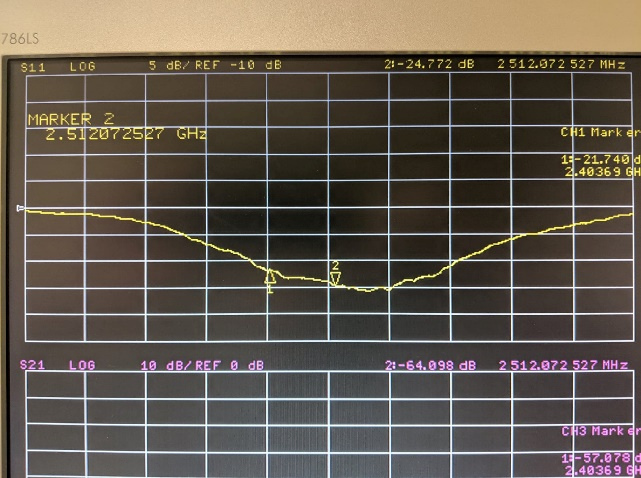 786LS
S11 LOG 5 dB/REF -10 dB 2:-24.772 dB 2 512.072 527 MHz
MARKER 2
2.512072527 GHz
CH1 Marker
1:-21.740 d
2.40369 GH
2
1
S21 LOG 10 dB/REF 0 dB 2:-64.098 dB 2 512.072 527 MHz
CH3 Marker
1:-57.078 d
2.40369 GH